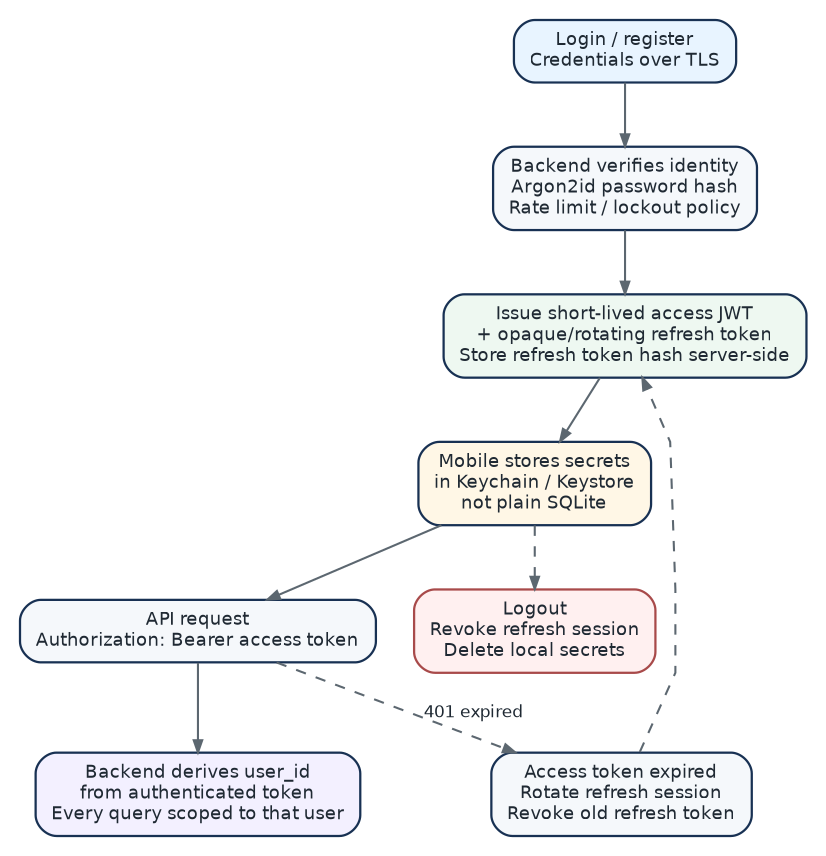 Login / register
Credentials over TLS
Backend verifies identity
Argon2id password hash
Rate limit / lockout policy
Issue short-lived access JWT
+ opaque/rotating refresh token
Store refresh token hash server-side
Mobile stores secrets
in Keychain / Keystore
not plain SQLite
API request
Authorization: Bearer access token
Logout
Revoke refresh session
Delete local secrets
401 expired
Backend derives user_id
from authenticated token
Every query scoped to that user
Access token expired
Rotate refresh session
Revoke old refresh token